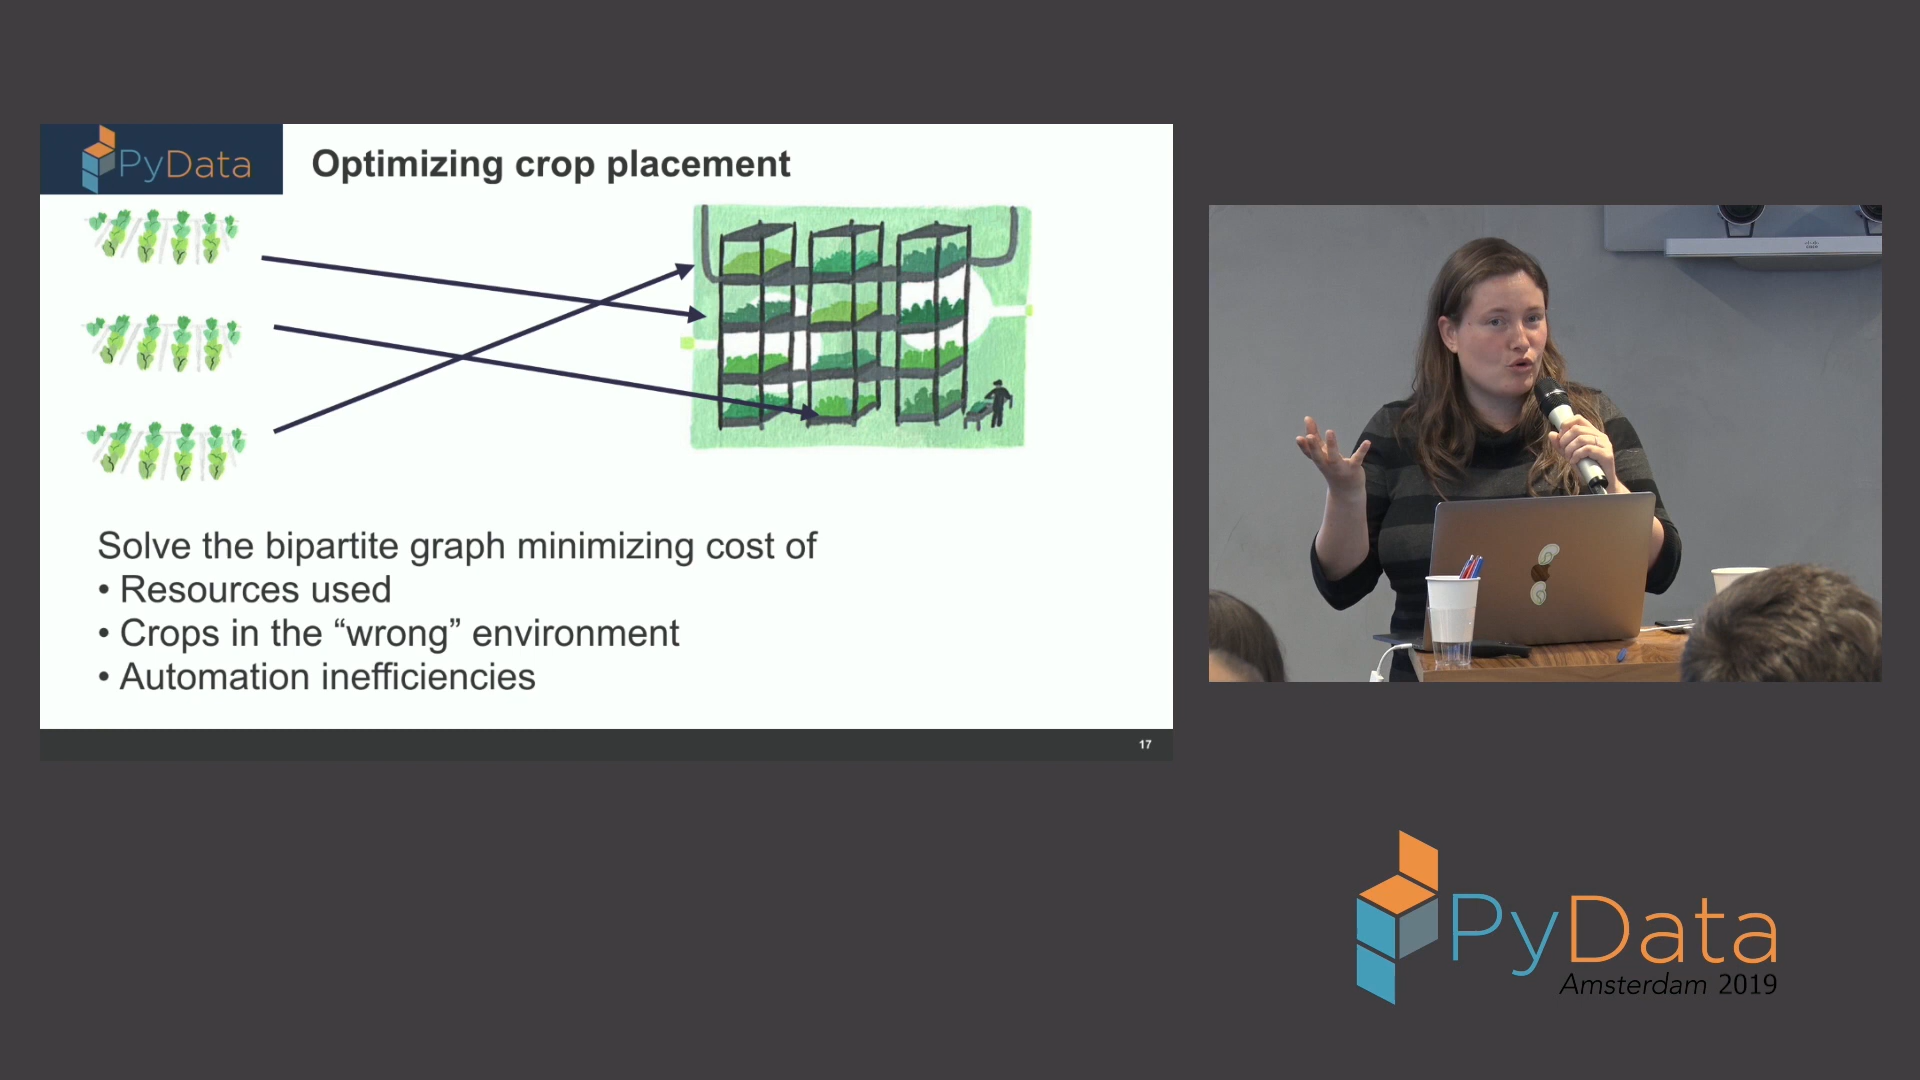 PyData
Optimizing crop placement
Solve the bipartite graph minimizing cost of
• Resources used
• Crops in the “wrong” environment
• Automation inefficiencies
17
PyData
Amsterdam 2019